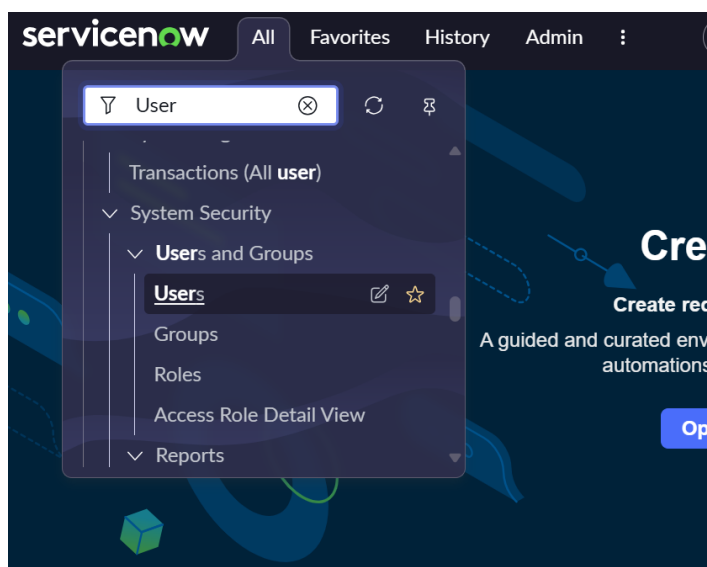 servicenow All Favorites History Admin
User
Transactions (All user)
System Security
Users and Groups
Users
Groups
Roles
Access Role Detail View
Reports
Cre
Create rec
A guided and curated env
automations
Op